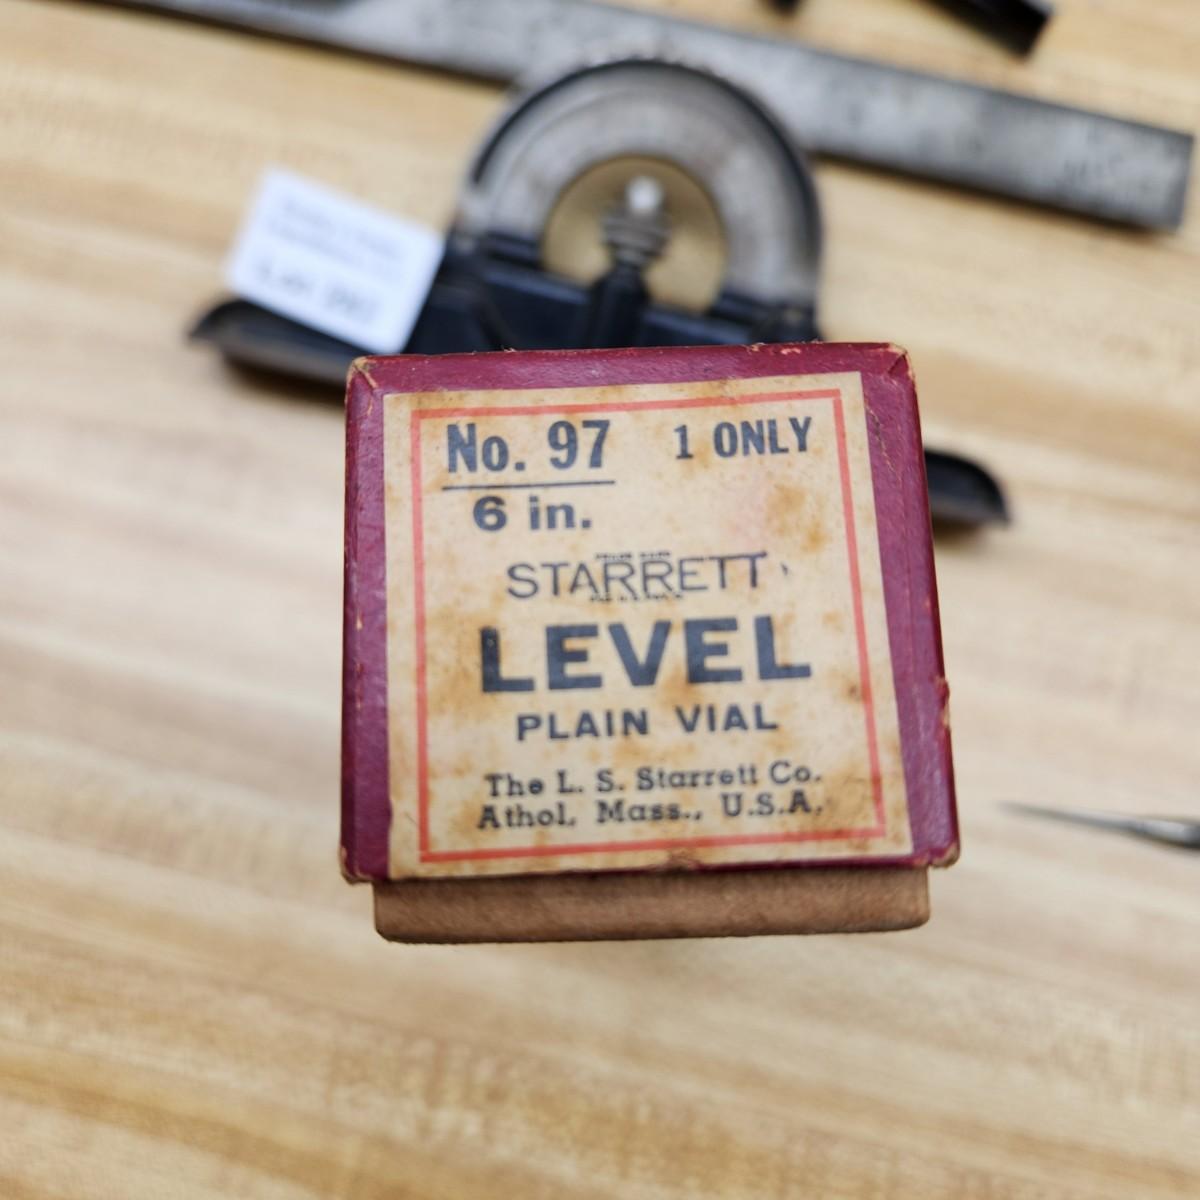 No. 97 1 ONLY
6 in.
STARRETT
LEVEL
PLAIN VIAL
The L. S. Starrett Co.
Athol, Mass., U.S.A.